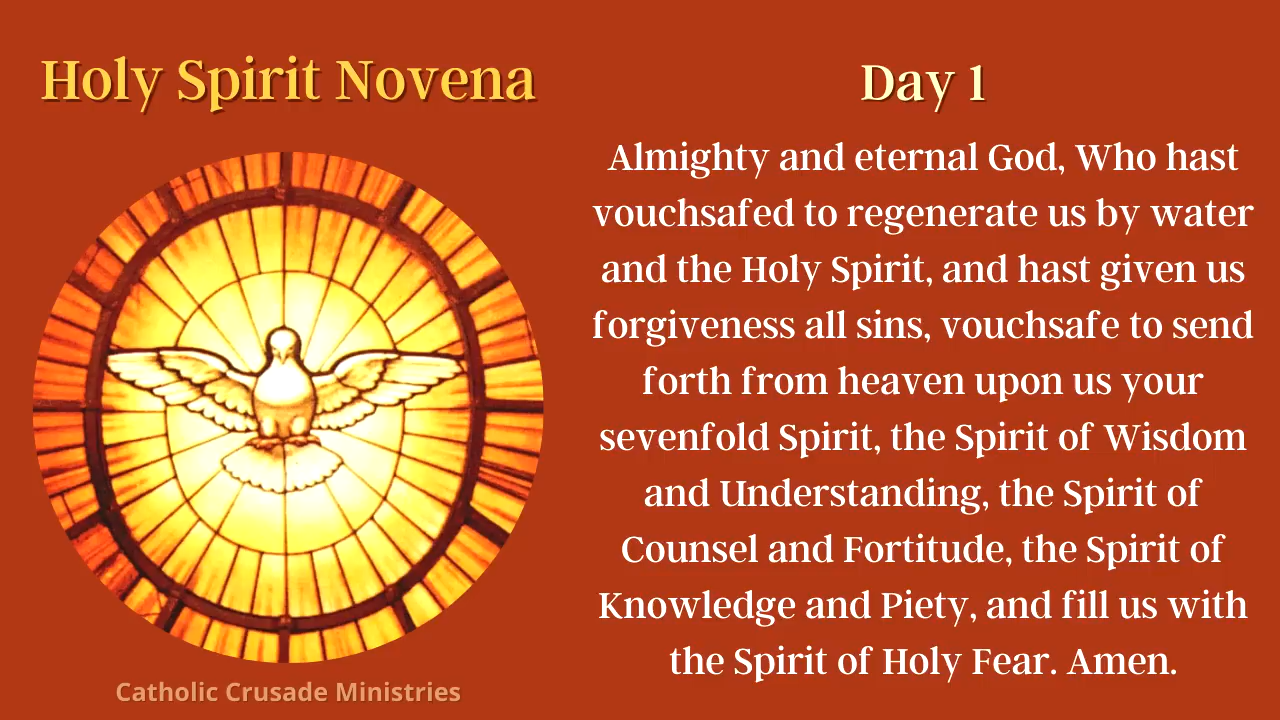 Holy Spirit Novena
Catholic Crusade Ministries
Day 1
Almighty and eternal God, Who hast
vouchsafed to regenerate us by water
and the Holy Spirit, and hast given us
forgiveness all sins, vouchsafe to send
forth from heaven upon us your
sevenfold Spirit, the Spirit of Wisdom
and Understanding, the Spirit of
Counsel and Fortitude, the Spirit of
Knowledge and Piety, and fill us with
the Spirit of Holy Fear. Amen.